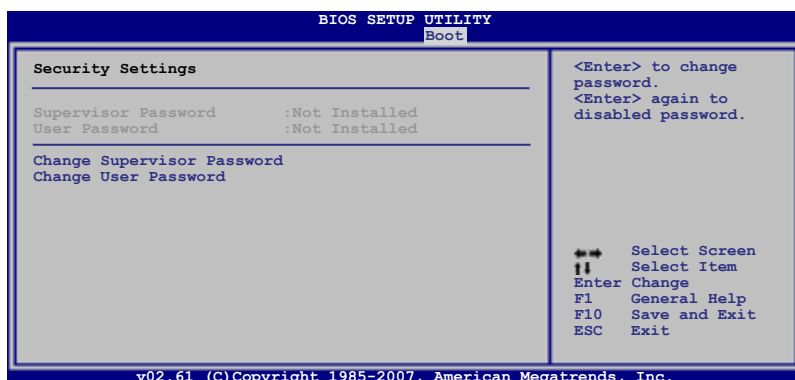 BIOS SETUP UTILITY
Boot
Security Settings
Supervisor Password :Not Installed
User Password :Not Installed
Change Supervisor Password
Change User Password
<Enter> to change
password.
<Enter> again to
disabled password.
Select Screen
Select Item
Enter Change
F1 General Help
F10 Save and Exit
ESC Exit
v02.61 (C)Copyright 1985-2007, American Megatrends, Inc.